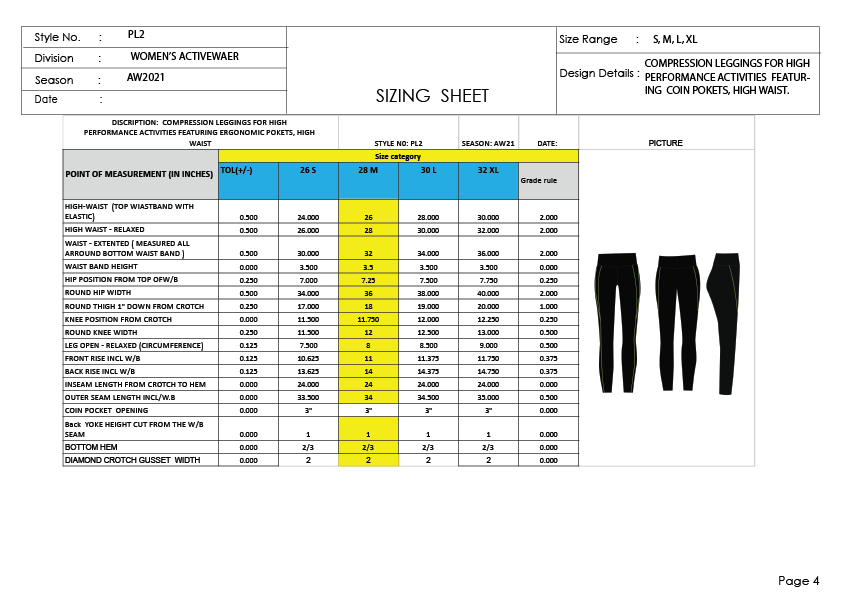 Style No. : PL2
Division : WOMEN'S ACTIVEWAER
Season : AW2021
Date :
SIZING SHEET
Size Range : S, M, L, XL
Design Details : COMPRESSION LEGGINGS FOR HIGH
PERFORMANCE ACTIVITIES FEATUR-
ING COIN POKETS, HIGH WAIST.
DISCRIPTION: COMPRESSION LEGGINGS FOR HIGH
PERFORMANCE ACTIVITIES FEATURING ERGONOMIC POKETS, HIGH
WAIST STYLE NO: PL2 SEASON: AW21 DATE: PICTURE
Size category
POINT OF MEASUREMENT (IN INCHES) TOL(+/-) 26 S 28 M 30 L 32 XL Grade rule
HIGH-WAIST (TOP WIASTBAND WITH
ELASTIC) 0.500 24.000 26 28.000 30.000 2.000
HIGH WAIST - RELAXED 0.500 26.000 28 30.000 32.000 2.000
WAIST - EXTENTED ( MEASURED ALL
ARROUND BOTTOM WAIST BAND ) 0.500 30.000 32 34.000 36.000 2.000
WAIST BAND HEIGHT 0.000 3.500 3.5 3.500 3.500 0.000
HIP POSITION FROM TOP OFW/B 0.250 7.000 7.25 7.500 7.750 0.250
ROUND HIP WIDTH 0.500 34.000 36 38.000 40.000 2.000
ROUND THIGH 1" DOWN FROM CROTCH 0.250 17.000 18 19.000 20.000 1.000
KNEE POSITION FROM CROTCH 0.000 11.500 11.750 12.000 12.250 0.250
ROUND KNEE WIDTH 0.250 11.500 12 12.500 13.000 0.500
LEG OPEN - RELAXED (CIRCUMFERENCE) 0.125 7.500 8 8.500 9.000 0.500
FRONT RISE INCL W/B 0.125 10.625 11 11.375 11.750 0.375
BACK RISE INCL W/B 0.125 13.625 14 14.375 14.750 0.375
INSEAM LENGTH FROM CROTCH TO HEM 0.000 24.000 24 24.000 24.000 0.000
OUTER SEAM LENGTH INCL/W.B 0.000 33.500 34 34.500 35.000 0.500
COIN POCKET OPENING 0.000 3" 3" 3" 3" 0.000
Back YOKE HEIGHT CUT FROM THE W/B
SEAM 0.000 1 1 1 1 0.000
BOTTOM HEM 0.000 2/3 2/3 2/3 2/3 0.000
DIAMOND CROTCH GUSSET WIDTH 0.000 2 2 2 2 0.000
Page 4